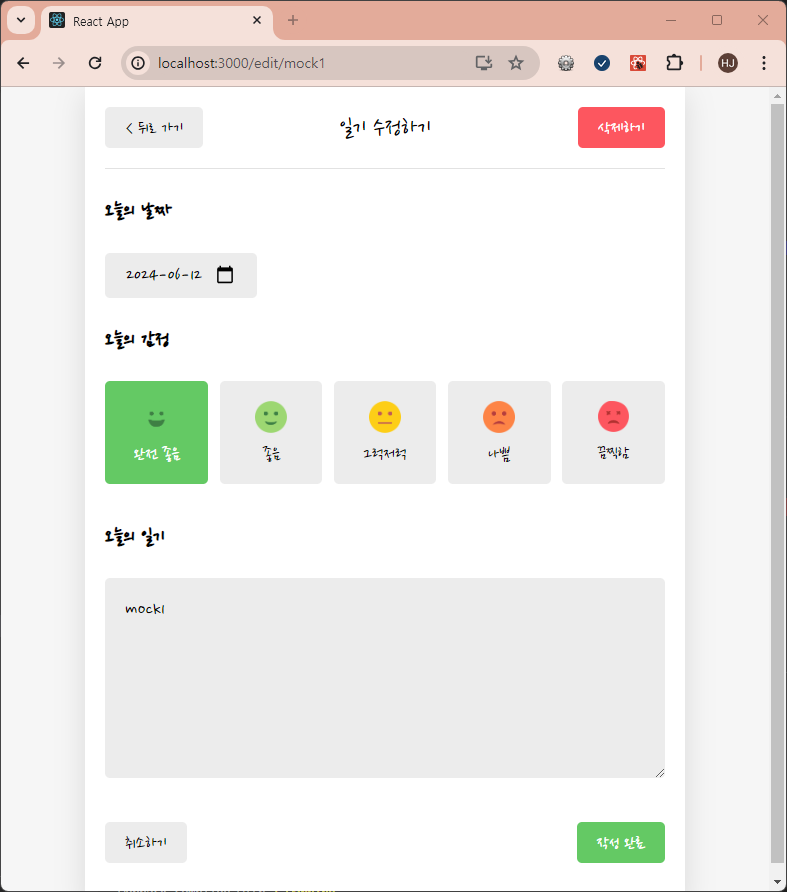 React App
localhost:3000/edit/mock1
HJ
< 뒤로 가기
일기 수정하기
삭제하기
오늘의 날짜
2024-06-12
오늘의 감정
완전 좋음
좋음
그럭저럭
나쁨
끔찍함
오늘의 일기
mock1
취소하기
작성 완료